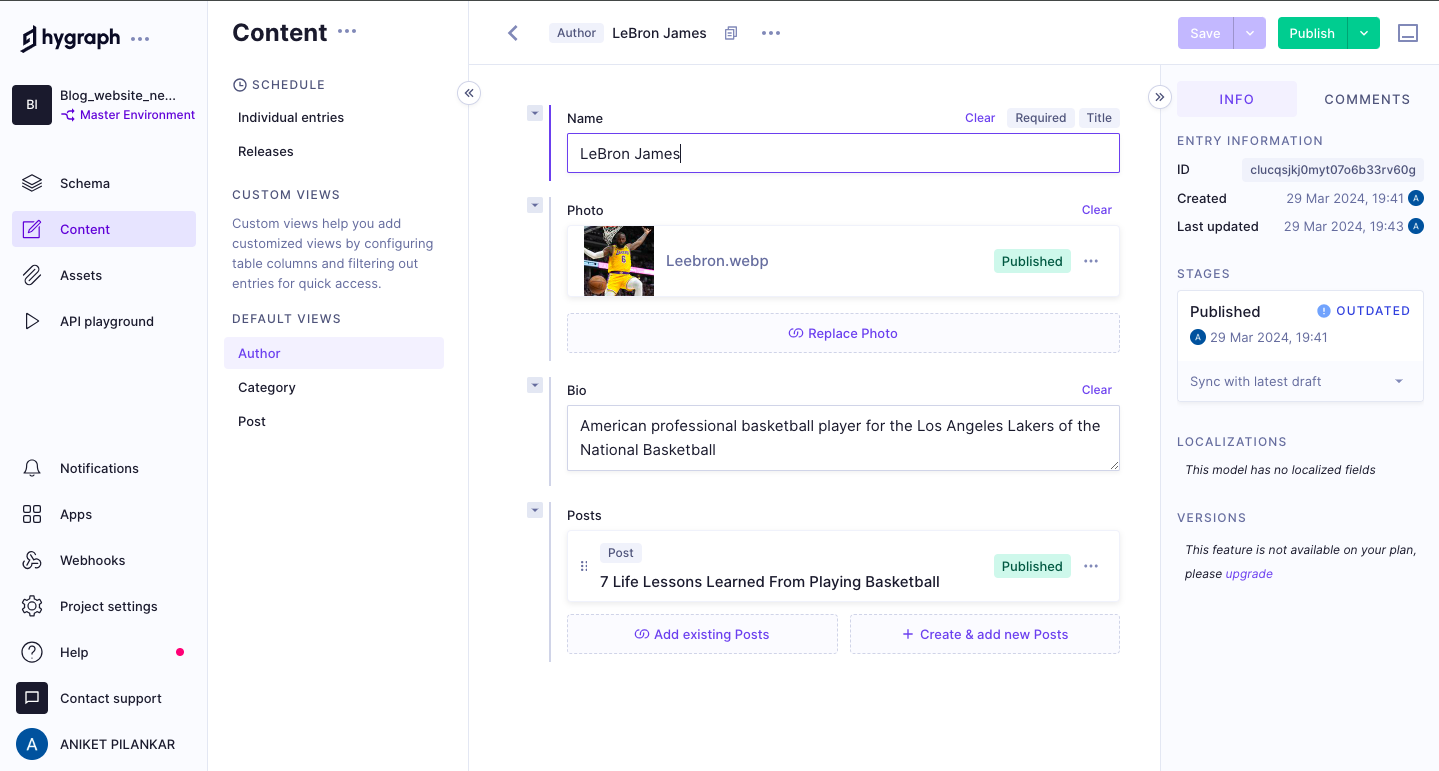 hygraph
BI
Blog_website_ne...
Master Environment
Schema
Content
Assets
API playground
Notifications
Apps
Webhooks
Project settings
Help
Contact support
A
ANIKET PILANKAR
Content
SCHEDULE
Individual entries
Releases
CUSTOM VIEWS
Custom views help you add
customized views by configuring
table columns and filtering out
entries for quick access.
DEFAULT VIEWS
Author
Category
Post
Author
LeBron James
Save
Publish
Name
Clear
Required
Title
LeBron James
Photo
Clear
Leebron.webp
Published
Replace Photo
Bio
Clear
American professional basketball player for the Los Angeles Lakers of the
National Basketball
Posts
Post
7 Life Lessons Learned From Playing Basketball
Published
Add existing Posts
Create & add new Posts
INFO
COMMENTS
ENTRY INFORMATION
ID
clucqsjkj0myt07o6b33rv60g
Created
29 Mar 2024, 19:41
A
Last updated
29 Mar 2024, 19:43
A
STAGES
Published
OUTDATED
A
29 Mar 2024, 19:41
Sync with latest draft
LOCALIZATIONS
This model has no localized fields
VERSIONS
This feature is not available on your plan,
please upgrade